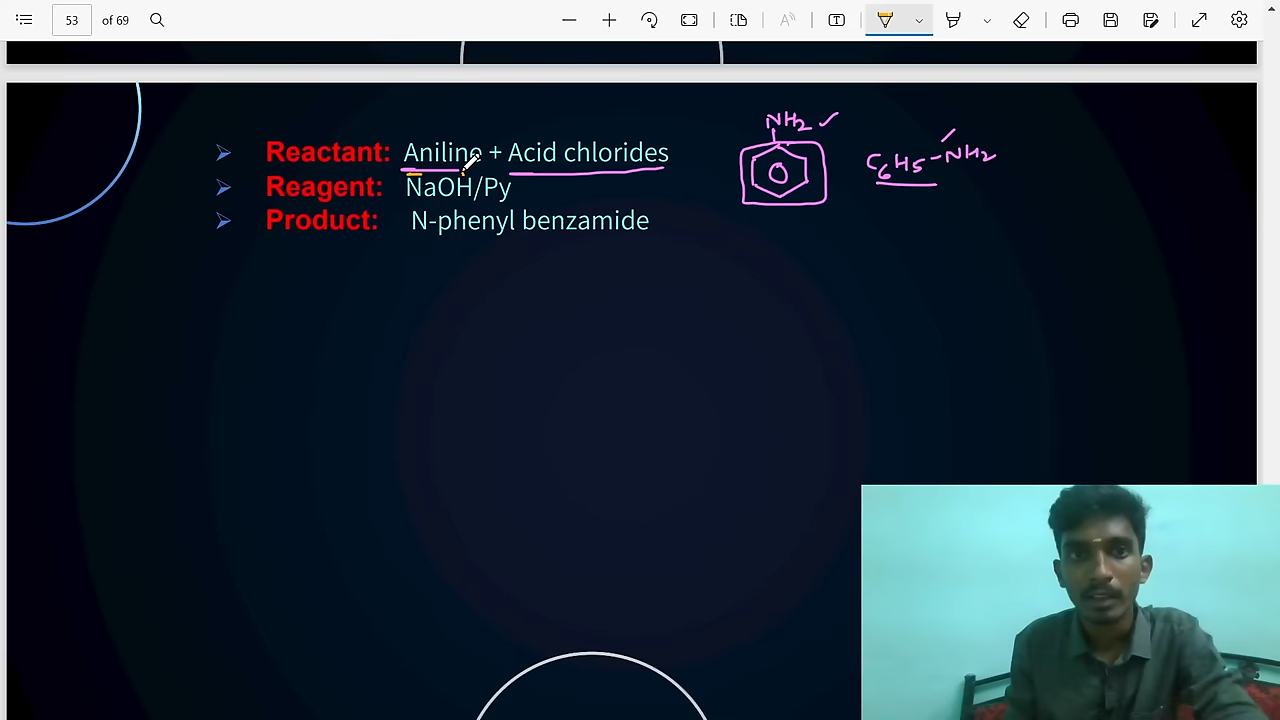 53 of 69
Reactant: Aniline + Acid chlorides
Reagent: NaOH/Py
Product: N-phenyl benzamide
NH2
C6H5-NH2